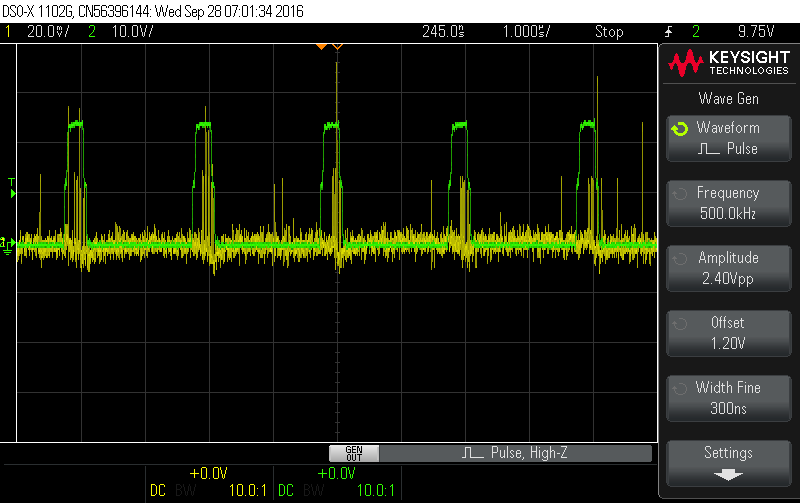 DSO-X 1102G, CN56396144: Wed Sep 28 07:01:34 2016
1 20.0V/ 2 10.0V/ 245.0ns 1.000s/ Stop 2 9.75V
KEYSIGHT
TECHNOLOGIES
Wave Gen
Waveform
Pulse
Frequency
500.0kHz
Amplitude
2.40Vpp
Offset
1.20V
Width Fine
300ns
Settings
T
GEN
OUT
Pulse, High-Z
+0.0V +0.0V
DC BW 10.0:1 DC BW 10.0:1